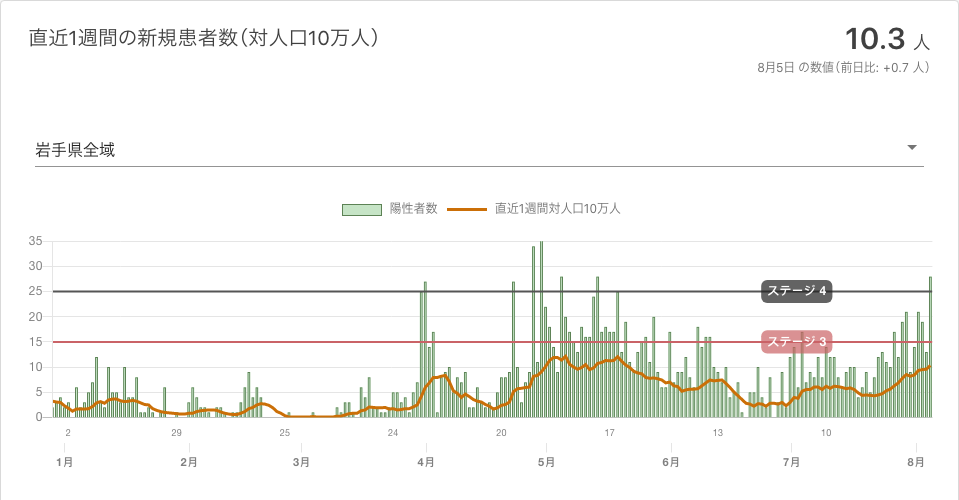 直近1週間の新規患者数（対人口10万人）
10.3 人
8月5日 の数値（前日比: +0.7 人）
岩手県全域
陽性者数 直近1週間対人口10万人
35
30
25
20
15
10
5
0
ステージ 4
ステージ 3
2 29 25 24 20 17 13 10
1月 2月 3月 4月 5月 6月 7月 8月